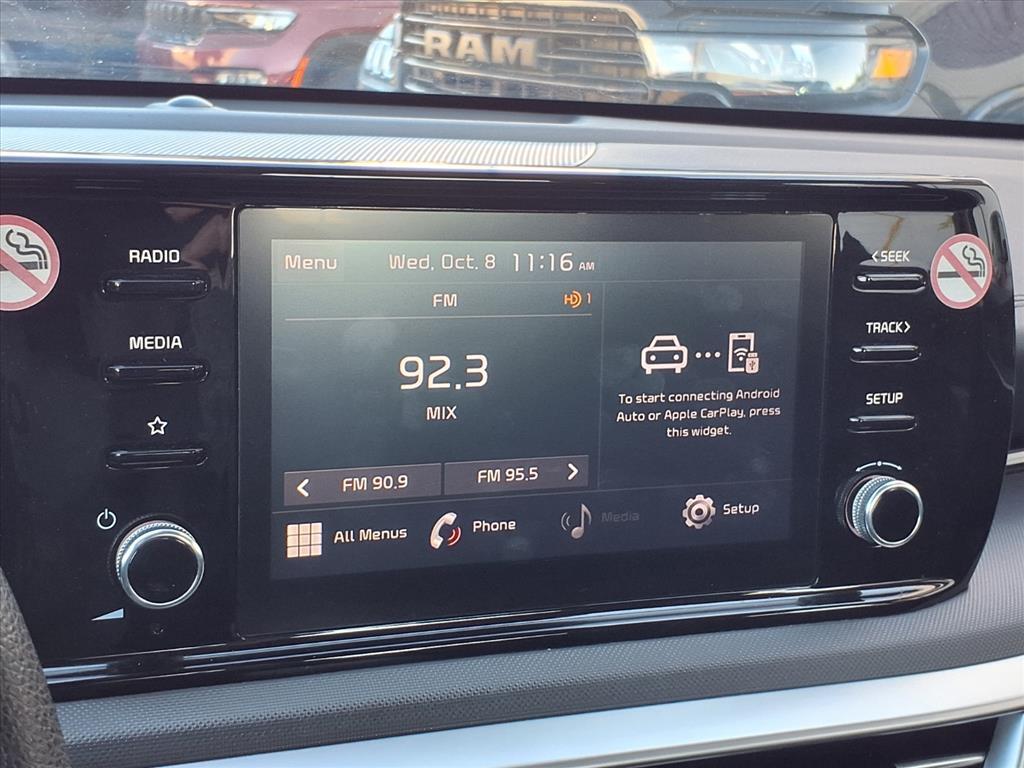 RAM
RADIO
MEDIA
Menu Wed, Oct. 8 11:16 AM
FM HD 1
92.3
MIX
To start connecting Android
Auto or Apple CarPlay, press
this widget.
< FM 90.9 FM 95.5 >
All Menus Phone Media Setup
<SEEK
TRACK>
SETUP